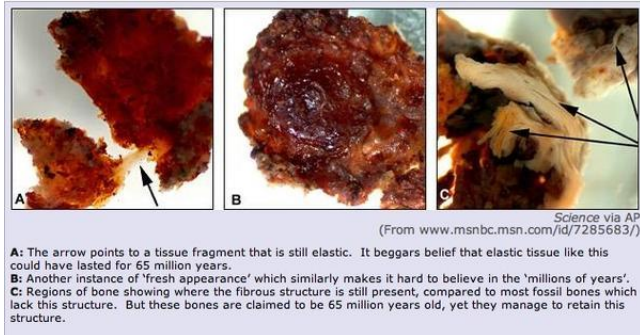 A
B
C
Science via AP
(From www.msnbc.msn.com/id/7285683/)
A: The arrow points to a tissue fragment that is still elastic.  It beggars belief that elastic tissue like this
could have lasted for 65 million years.
B: Another instance of ‘fresh appearance’ which similarly makes it hard to believe in the ‘millions of years’.
C: Regions of bone showing where the fibrous structure is still present, compared to most fossil bones which
lack this structure.  But these bones are claimed to be 65 million years old, yet they manage to retain this
structure.